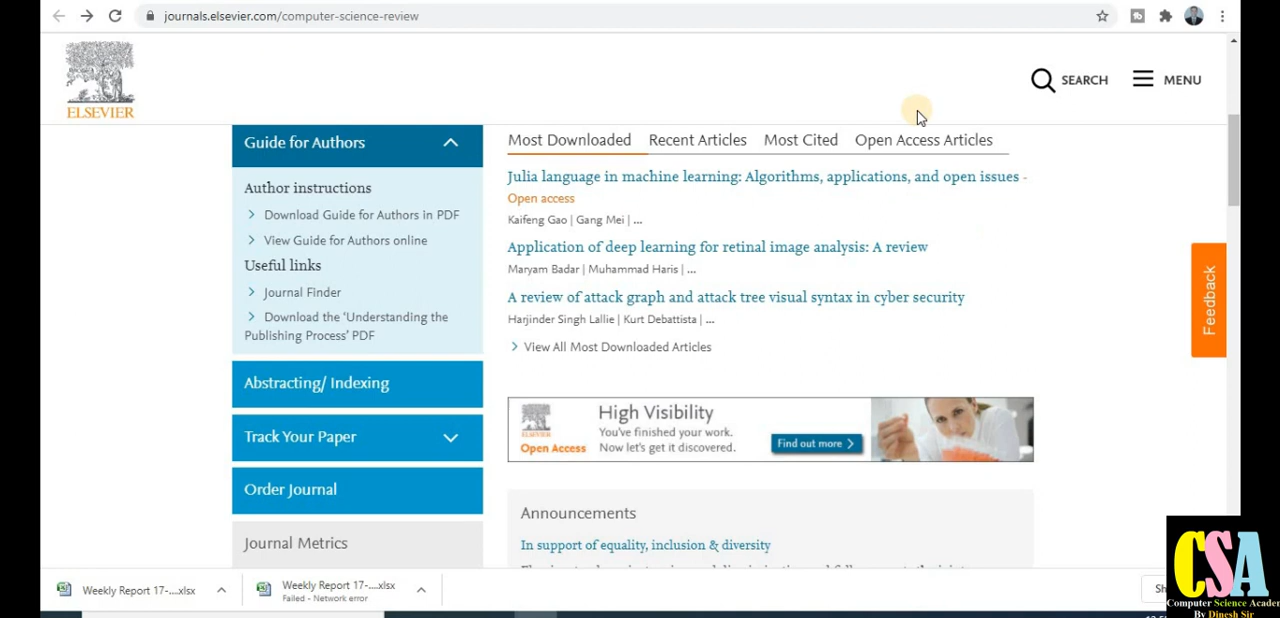 journals.elsevier.com/computer-science-review
ELSEVIER
SEARCH
MENU
Guide for Authors
Author instructions
Download Guide for Authors in PDF
View Guide for Authors online
Useful links
Journal Finder
Download the ‘Understanding the
Publishing Process’ PDF
Abstracting/ Indexing
Track Your Paper
Order Journal
Journal Metrics
Most Downloaded Recent Articles Most Cited Open Access Articles
Julia language in machine learning: Algorithms, applications, and open issues -
Open access
Kaifeng Gao | Gang Mei | ...
Application of deep learning for retinal image analysis: A review
Maryam Badar | Muhammad Haris | ...
A review of attack graph and attack tree visual syntax in cyber security
Harjinder Singh Lallie | Kurt Debattista | ...
View All Most Downloaded Articles
ELSEVIER
Open Access
High Visibility
You've finished your work.
Now let's get it discovered.
Find out more
Announcements
In support of equality, inclusion & diversity
Feedback
Weekly Report 17-....xlsx
Weekly Report 17-....xlsx
Failed - Network error
CSA
Computer Science Acade
By Dinesh Sir